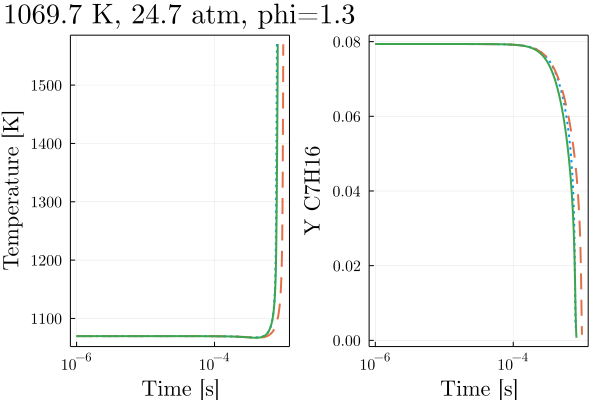 1069.7 K, 24.7 atm, phi=1.3
Temperature [K]
1500
1400
1300
1200
1100
10⁻⁶
10⁻⁴
Time [s]
Y C7H16
0.08
0.06
0.04
0.02
0.00
10⁻⁶
10⁻⁴
Time [s]